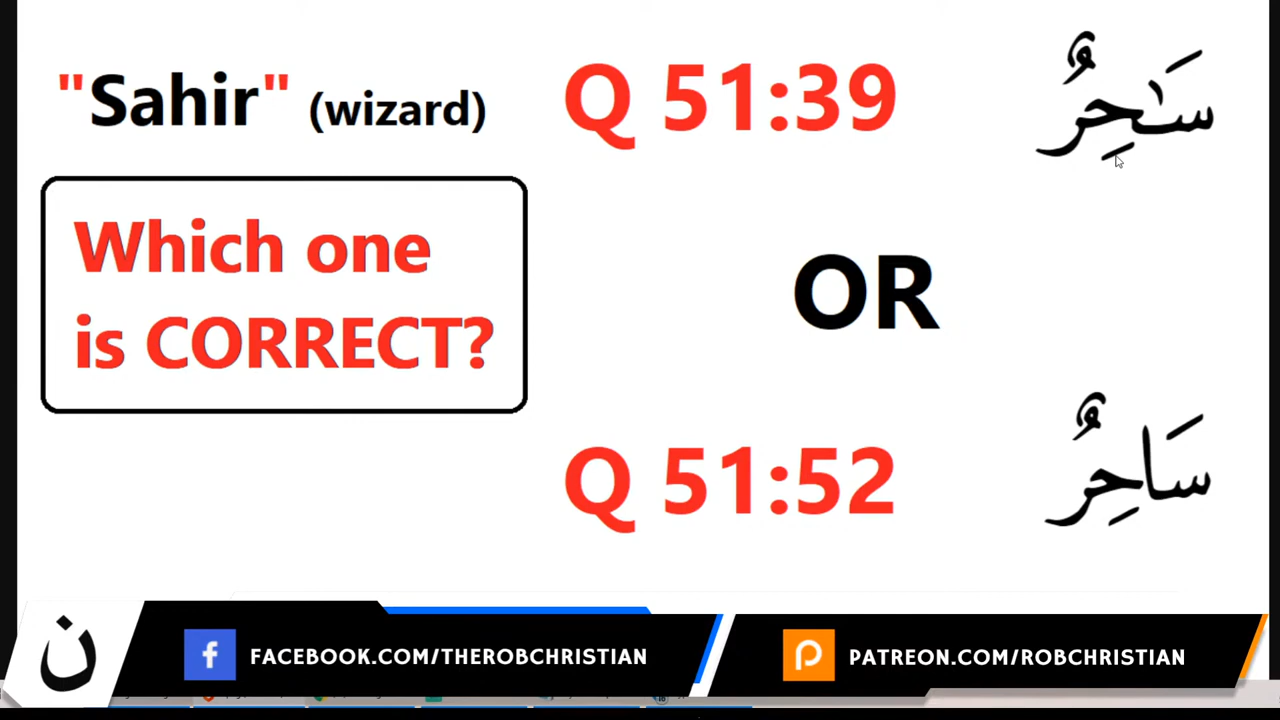 "Sahir" (wizard) Q 51:39 سَـٰحِرٌ
Which one
is CORRECT?
OR
Q 51:52 سَاحِرٌ
ن f FACEBOOK.COM/THEROBCHRISTIAN PATREON.COM/ROBCHRISTIAN